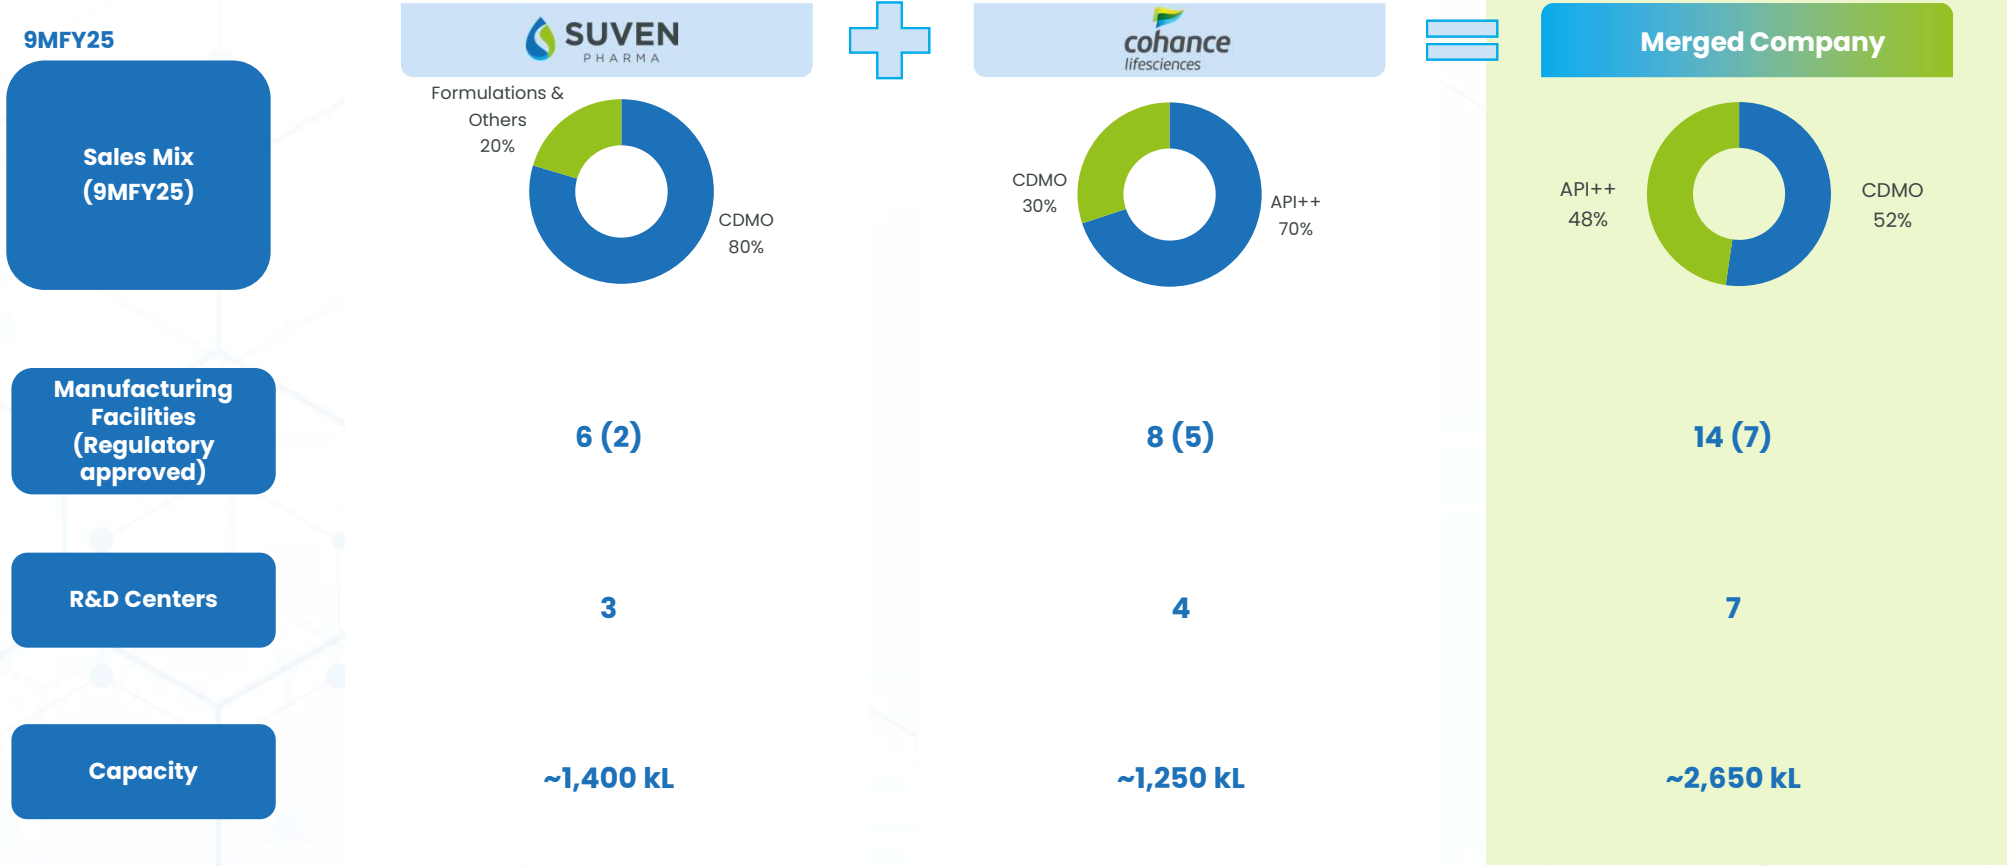 9MFY25
SUVEN
PHARMA
cohance
lifesciences
Merged Company
Sales Mix
(9MFY25)
Formulations &
Others
20%
CDMO
80%
CDMO
30%
API++
70%
API++
48%
CDMO
52%
Manufacturing
Facilities
(Regulatory
approved)
6 (2)
8 (5)
14 (7)
R&D Centers
3
4
7
Capacity
~1,400 kL
~1,250 kL
~2,650 kL